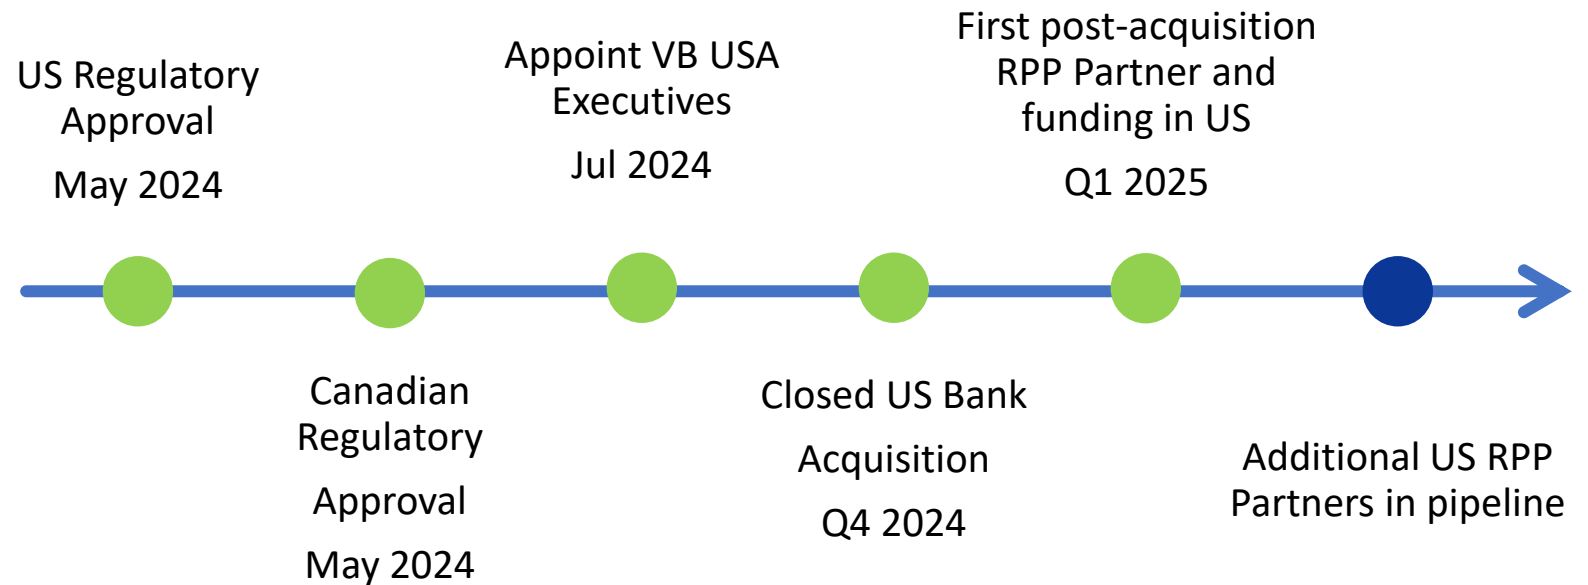 US Regulatory
Approval
May 2024
Canadian
Regulatory
Approval
May 2024
Appoint VB USA
Executives
Jul 2024
Closed US Bank
Acquisition
Q4 2024
First post-acquisition
RPP Partner and
funding in US
Q1 2025
Additional US RPP
Partners in pipeline